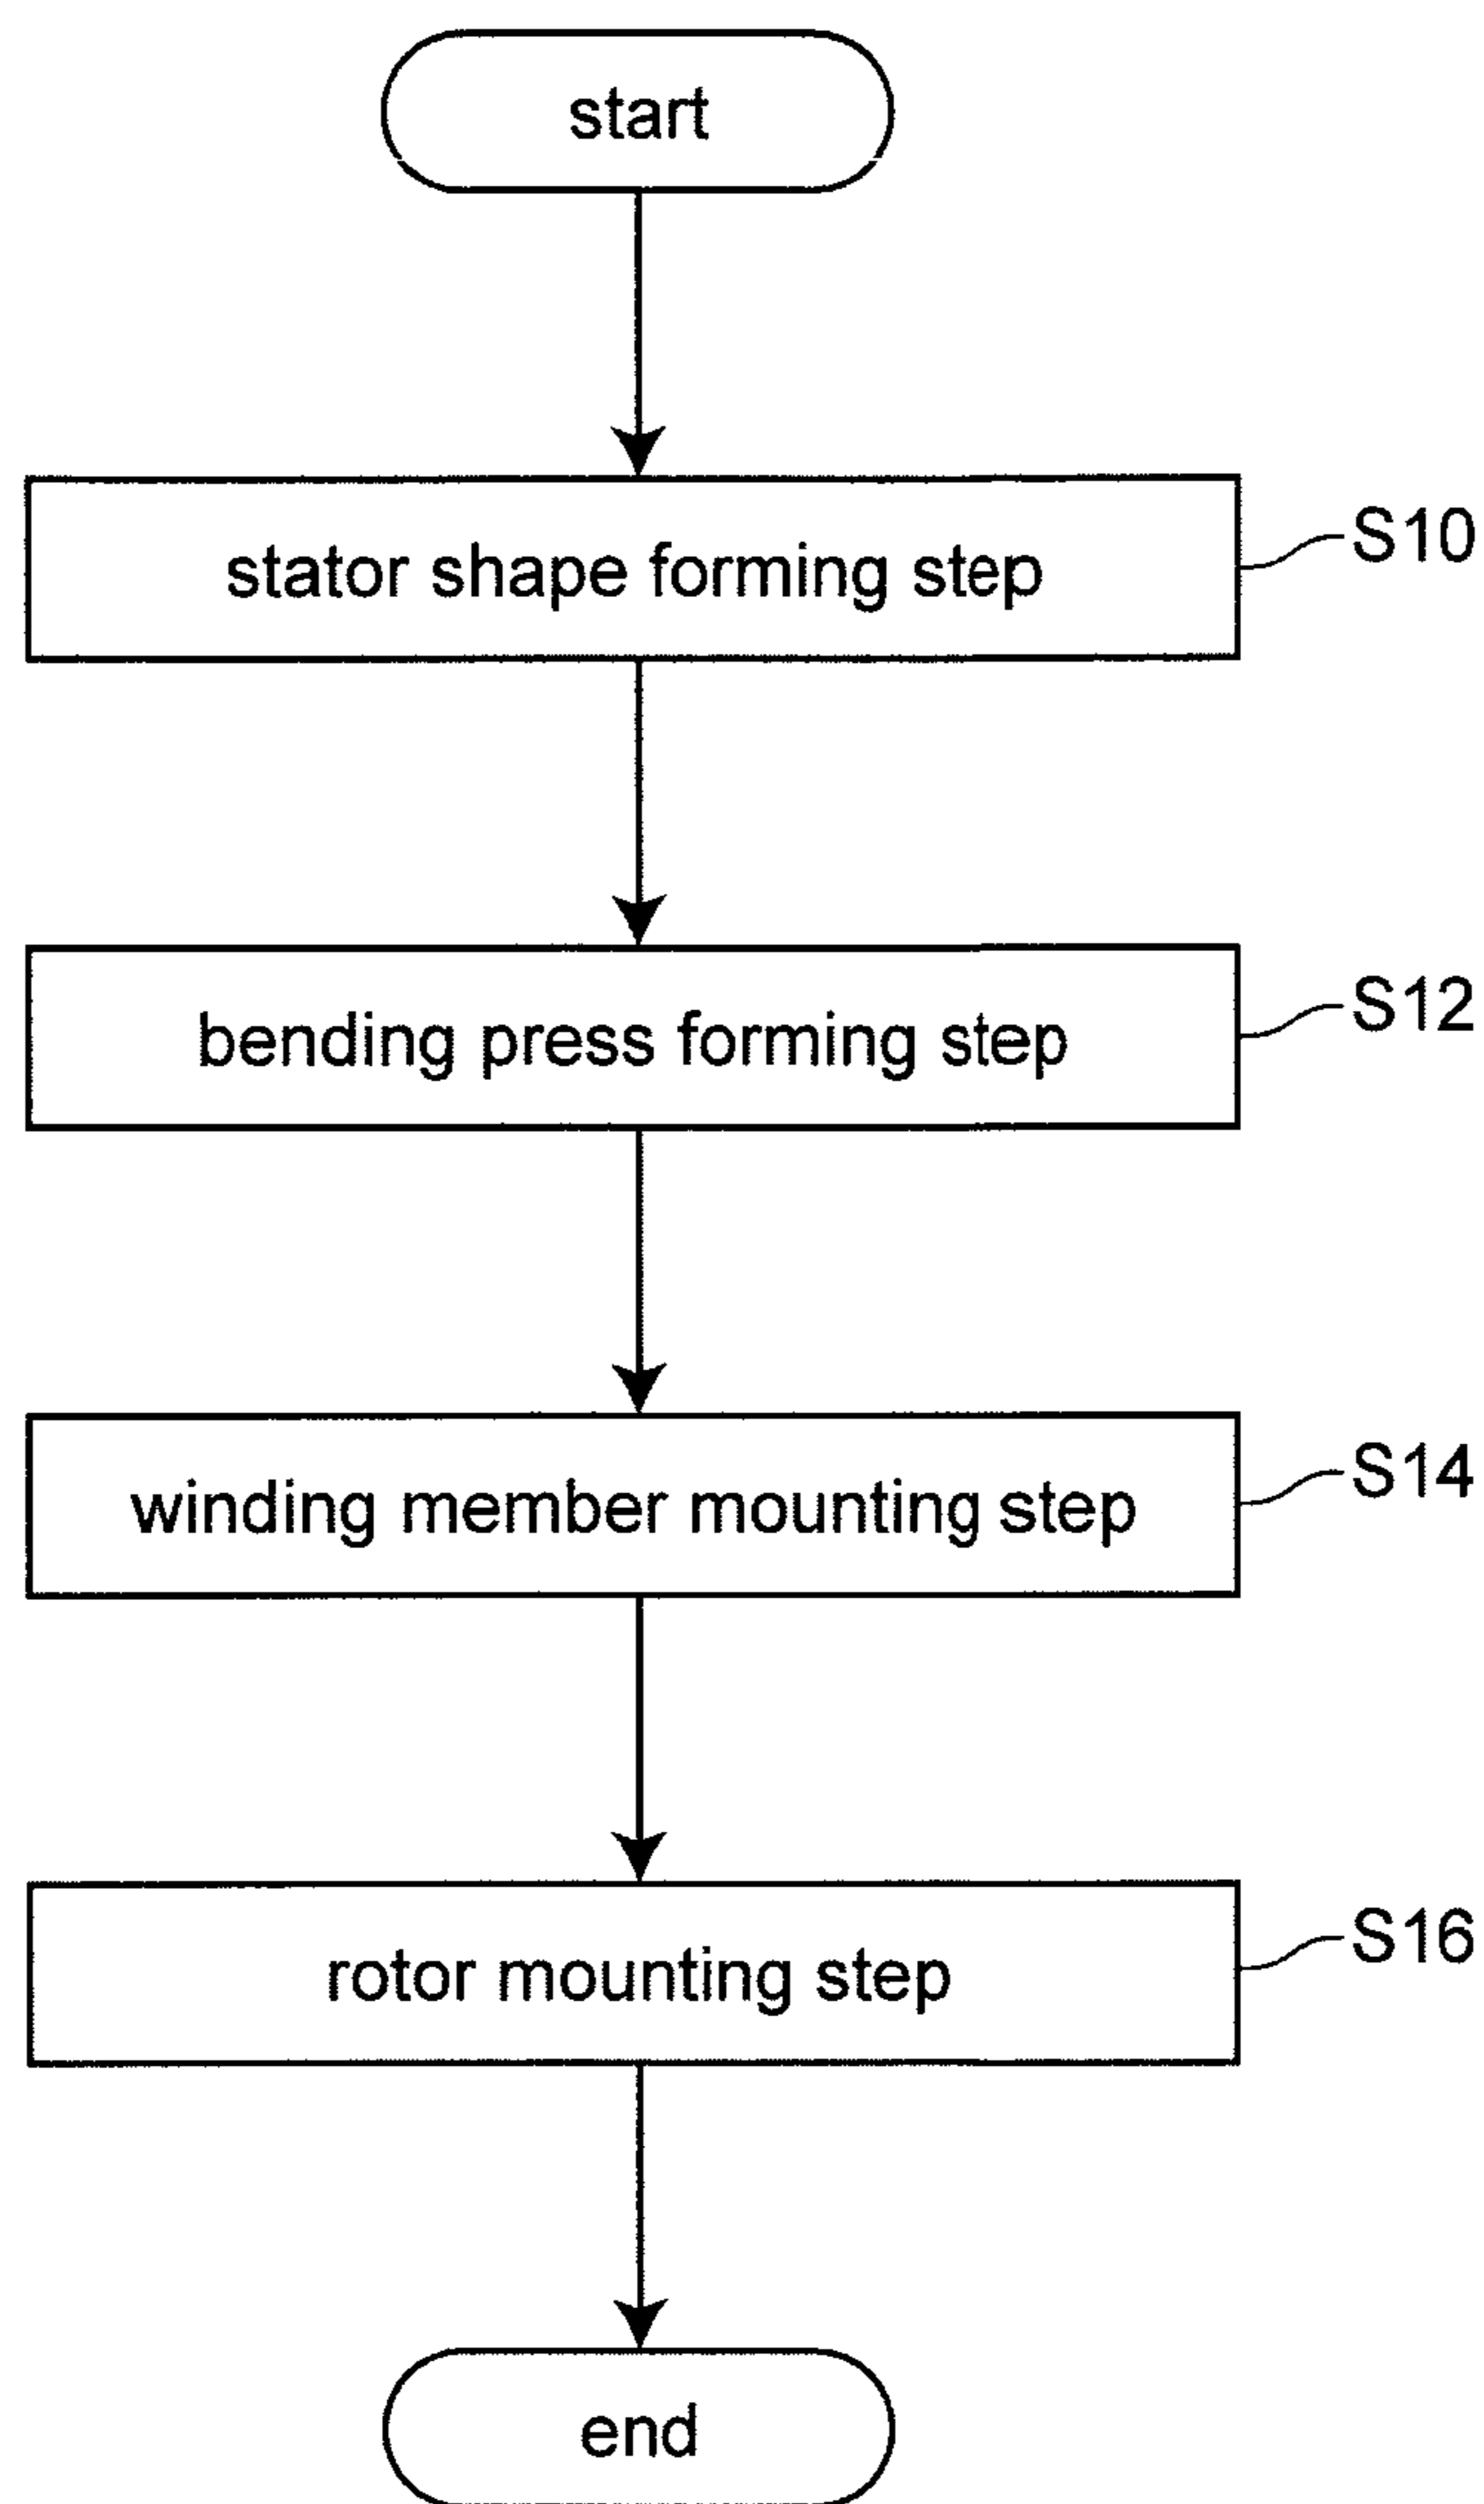 start
stator shape forming step
S10
bending press forming step
S12
winding member mounting step
S14
rotor mounting step
S16
end